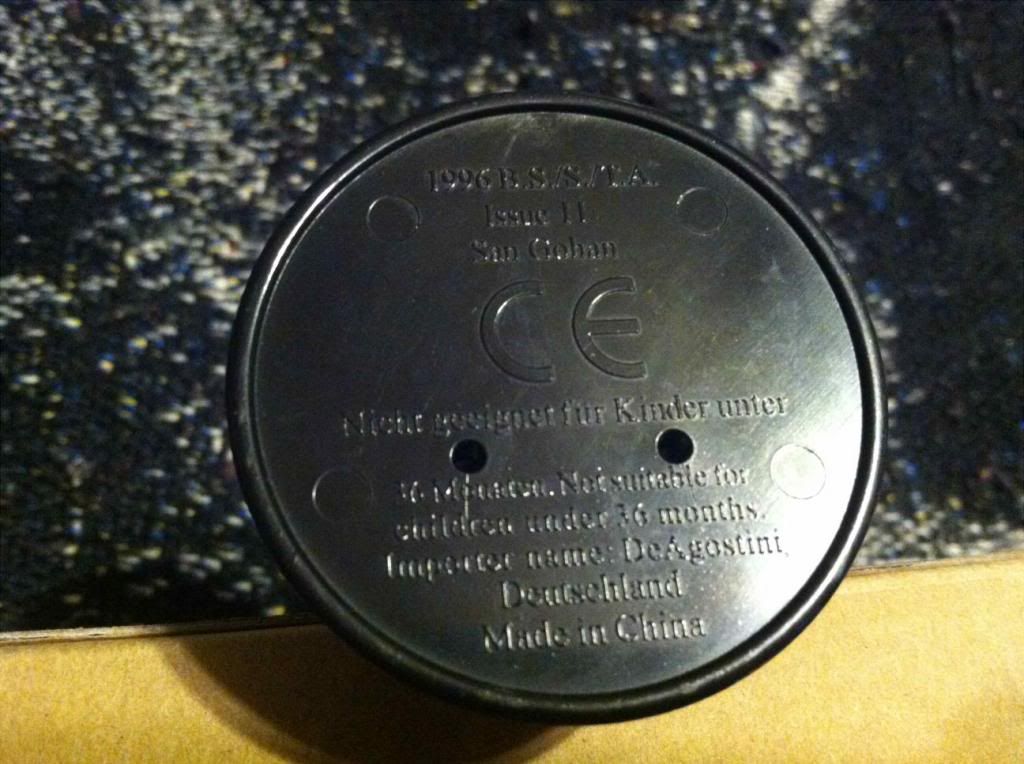 1996 B.S./S./T.A.
Issue 11.
San Gohan
CE
Nicht geeignet für Kinder unter
36 Monaten. Not suitable for
children under 36 months.
Importer name: DeAgostini,
Deutschland
Made in China